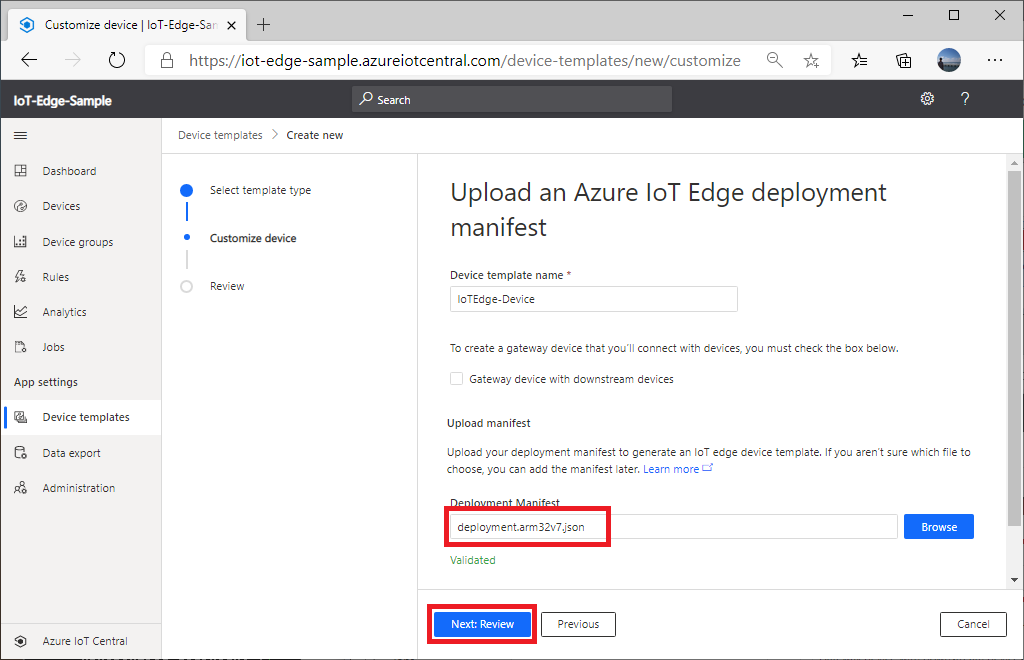 Customize device | IoT-Edge-San
https://iot-edge-sample.azureiotcentral.com/device-templates/new/customize
IoT-Edge-Sample
Search
?
Dashboard
Devices
Device groups
Rules
Analytics
Jobs
App settings
Device templates
Data export
Administration
Azure IoT Central
Device templates > Create new
Select template type
Customize device
Review
Upload an Azure IoT Edge deployment
manifest
Device template name *
IoTEdge-Device
To create a gateway device that you'll connect with devices, you must check the box below.
Gateway device with downstream devices
Upload manifest
Upload your deployment manifest to generate an IoT edge device template. If you aren't sure which file to
choose, you can add the manifest later. Learn more
Deployment Manifest
deployment.arm32v7.json
Browse
Validated
Next: Review
Previous
Cancel